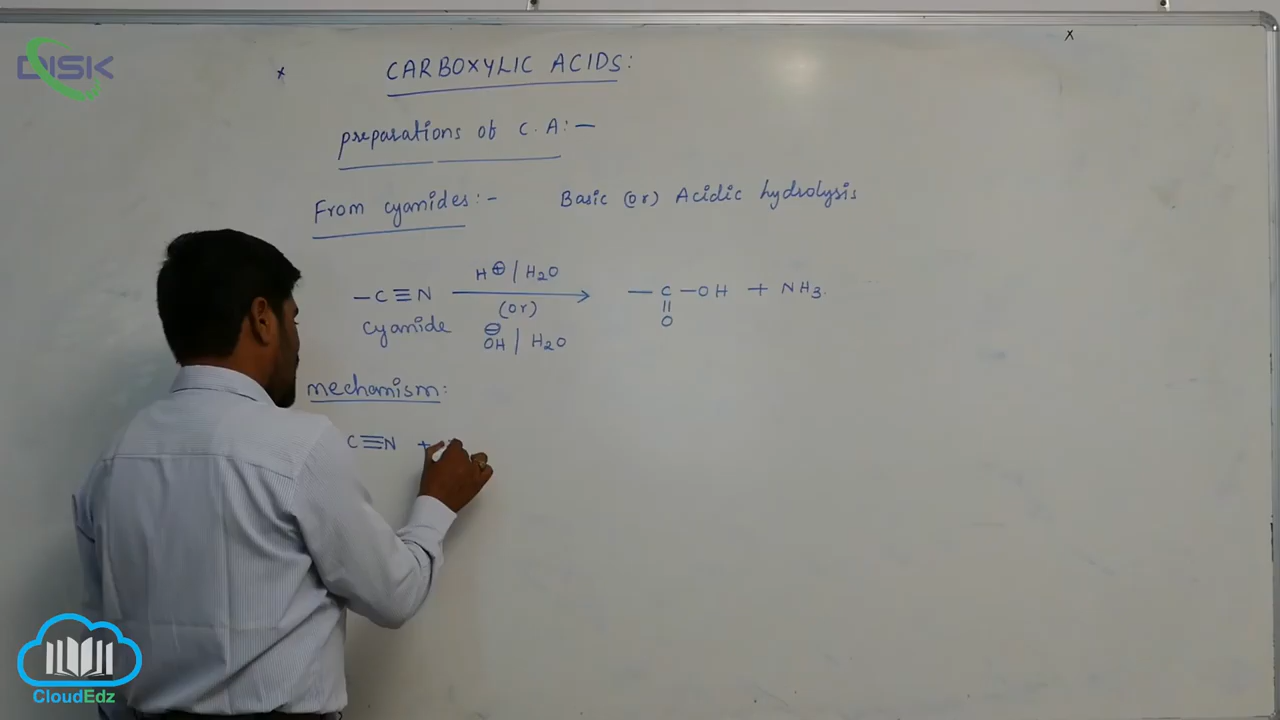 DISK
x
x
CARBOXYLIC ACIDS:
preparations of C.A:-
From cyanides:- Basic (or) Acidic hydrolysis
H⊕ | H2O
-C≡N → -C-OH + NH3.
(or)
||
O
Cyanide
⊖
OH | H2O
mechanism:
C≡N +
CloudEdz